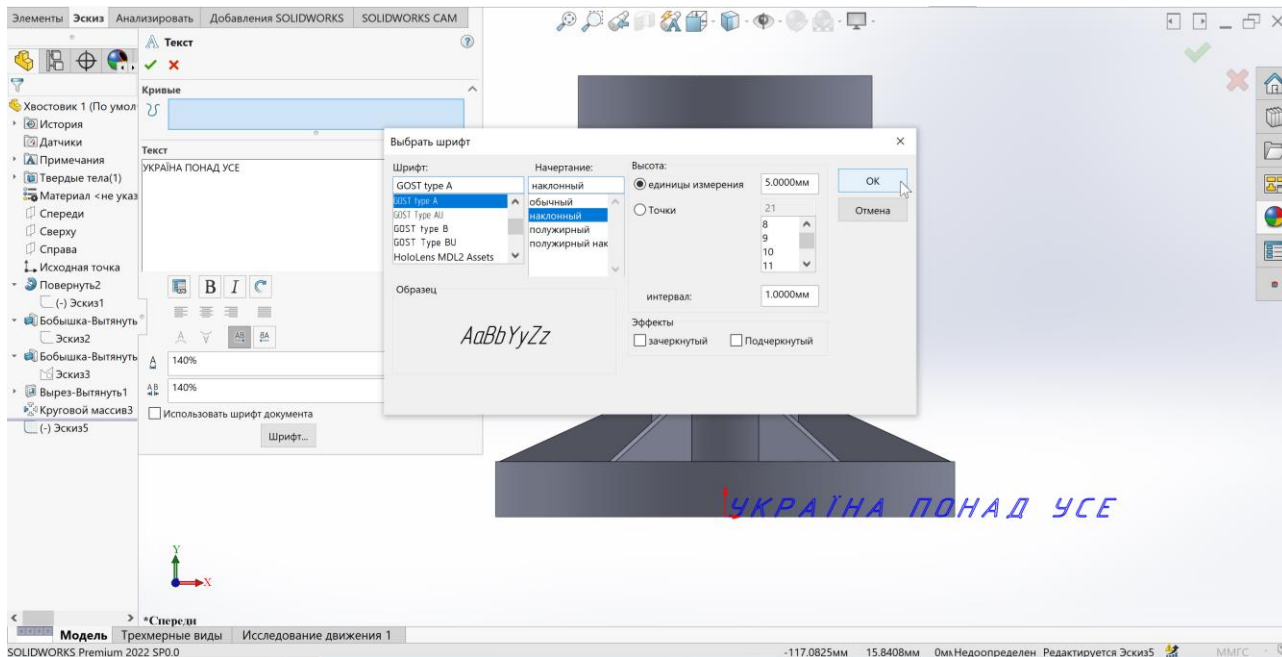 Элементы Эскиз Анализировать Добавления SOLIDWORKS SOLIDWORKS CAM
Текст
Кривые
Хвостовик 1 (По умол
История
Датчики
Примечания
Твердые тела(1)
Материал <не указ
Спереди
Сверху
Справа
Исходная точка
Повернуть2
(-) Эскиз1
Бобышка-Вытянуть
Эскиз2
Бобышка-Вытянуть
Эскиз3
Вырез-Вытянуть1
Круговой массив3
(-) Эскиз5
Текст
УКРАЇНА ПОНАД УСЕ
B I
140%
140%
Использовать шрифт документа
Шрифт...
Выбрать шрифт
Шрифт:
GOST type A
GOST type A
GOST Type AU
GOST type B
GOST Type BU
HoloLens MDL2 Assets
Начертание:
наклонный
обычный
наклонный
полужирный
полужирный нак
Высота:
единицы измерения 5.0000мм
Точки 21
8
9
10
11
интервал: 1.0000мм
OK
Отмена
Образец
AaBbYyZz
Эффекты
зачеркнутый Подчеркнутый
УКРАЇНА ПОНАД УСЕ
Y
X
*Спереди
Модель Трехмерные виды Исследование движения 1
SOLIDWORKS Premium 2022 SP0.0 -117.0825мм 15.8408мм Недоопределен Редактируется Эскиз5 ММГС